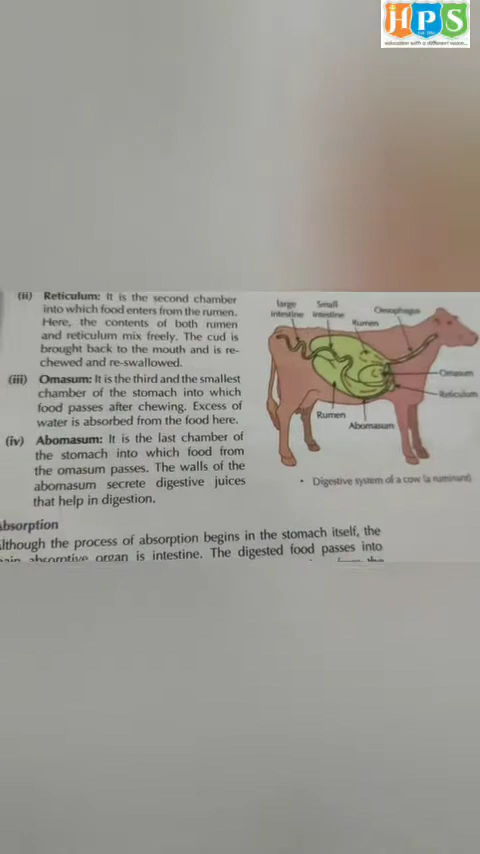 HPS
education with a different vision...
(ii) Reticulum: It is the second chamber
into which food enters from the rumen.
Here, the contents of both rumen
and reticulum mix freely. The cud is
brought back to the mouth and is re-
chewed and re-swallowed.
(iii) Omasum: It is the third and the smallest
chamber of the stomach into which
food passes after chewing. Excess of
water is absorbed from the food here.
(iv) Abomasum: It is the last chamber of
the stomach into which food from
the omasum passes. The walls of the
abomasum secrete digestive juices
that help in digestion.
large
intestine
Small
intestine
Oesophagus
Rumen
Omasum
Reticulum
Rumen
Abomasum
• Digestive system of a cow (a ruminant)
bsorption
lthough the process of absorption begins in the stomach itself, the
absorptive organ is intestine. The digested food passes into